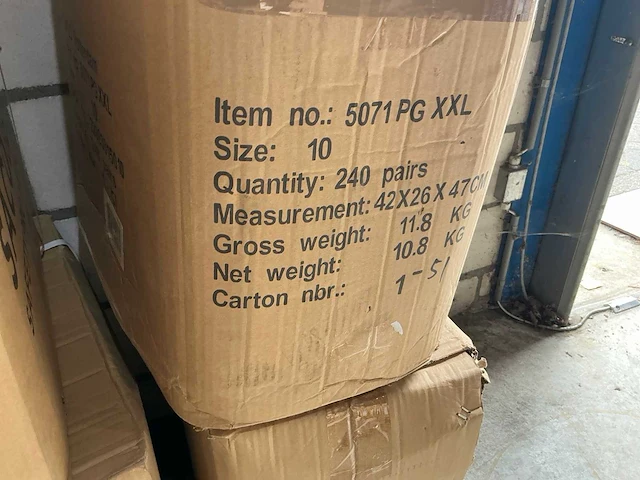 Item no.: 5071 PG XXL
Size: 10
Quantity: 240 pairs
Measurement: 42X26X47CM
Gross weight: 11.8 KG
Net weight: 10.8 KG
Carton nbr.: 1-51